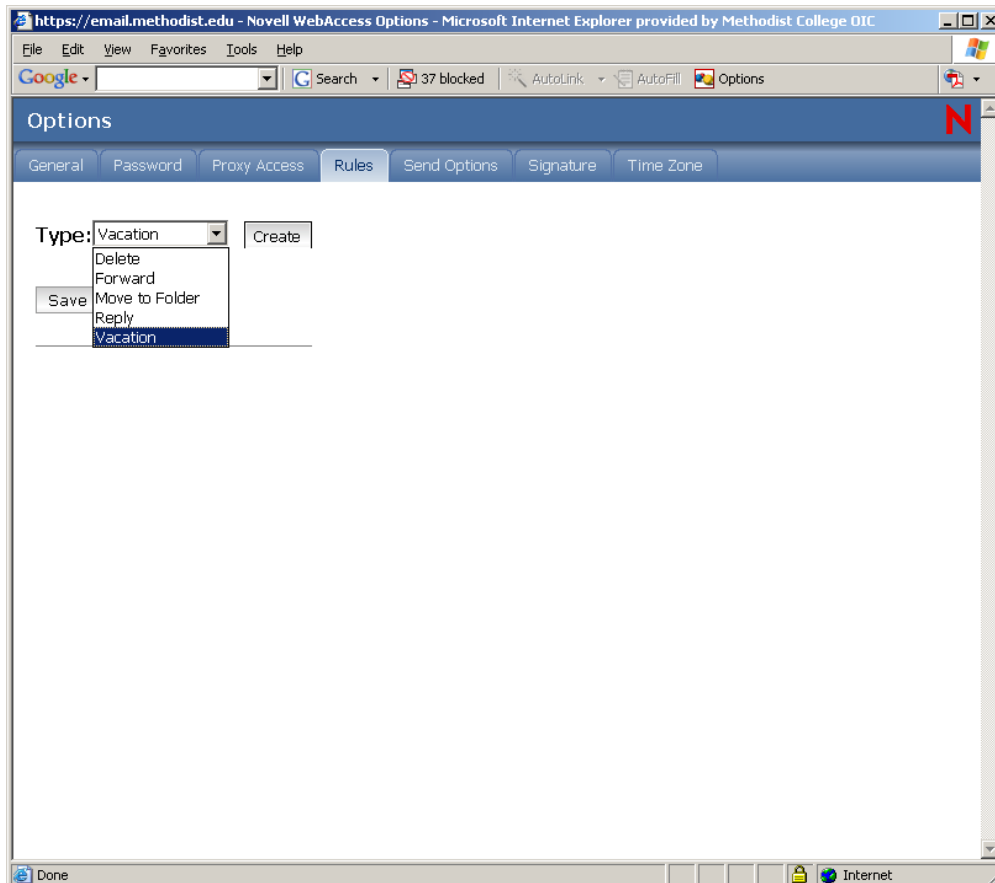 https://email.methodist.edu - Novell WebAccess Options - Microsoft Internet Explorer provided by Methodist College OIC
File Edit View Favorites Tools Help
Google Search 37 blocked AutoLink AutoFill Options
Options N
General Password Proxy Access Rules Send Options Signature Time Zone
Type: Vacation Create
Delete
Forward
Save Move to Folder
Reply
Vacation
Done Internet